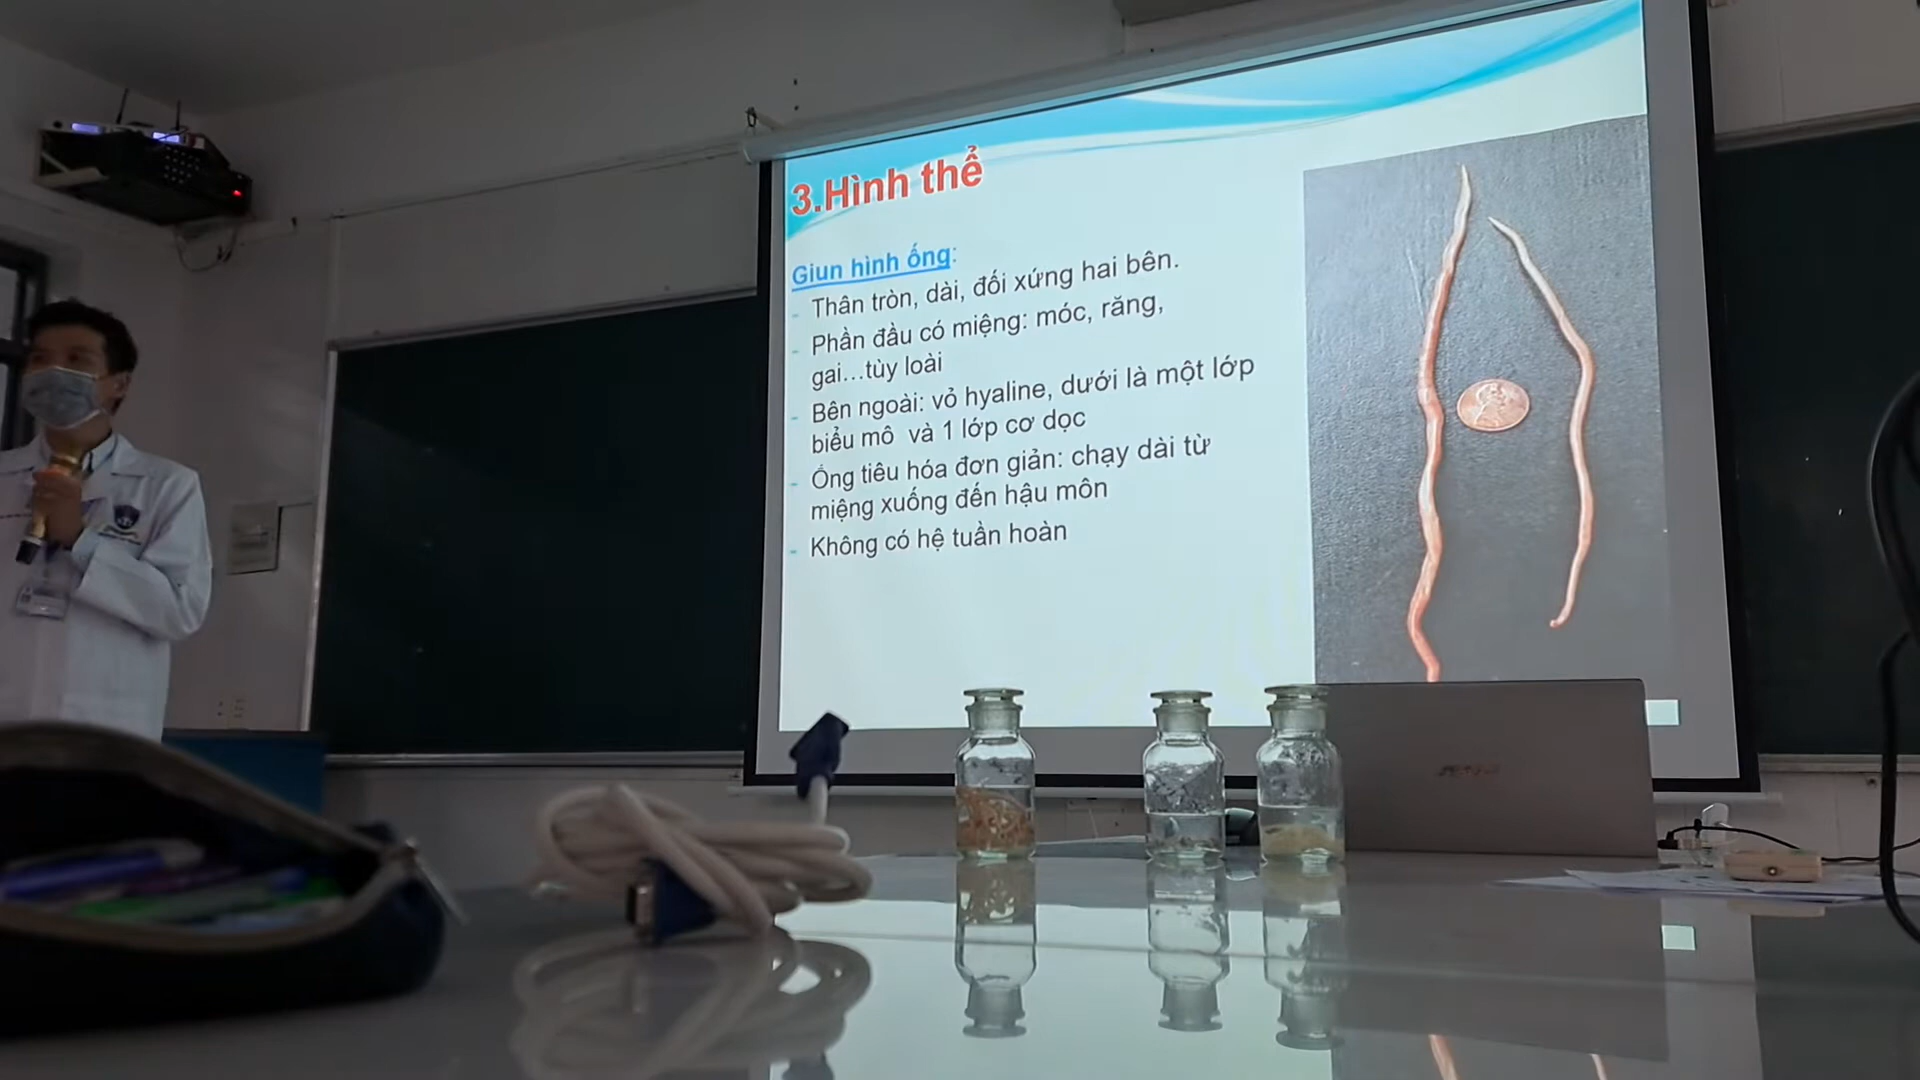 3.Hình thể
Giun hình ống:
- Thân tròn, dài, đối xứng hai bên.
- Phần đầu có miệng: móc, răng,
gai...tùy loài
- Bên ngoài: vỏ hyaline, dưới là một lớp
biểu mô và 1 lớp cơ dọc
- Ống tiêu hóa đơn giản: chạy dài từ
miệng xuống đến hậu môn
- Không có hệ tuần hoàn